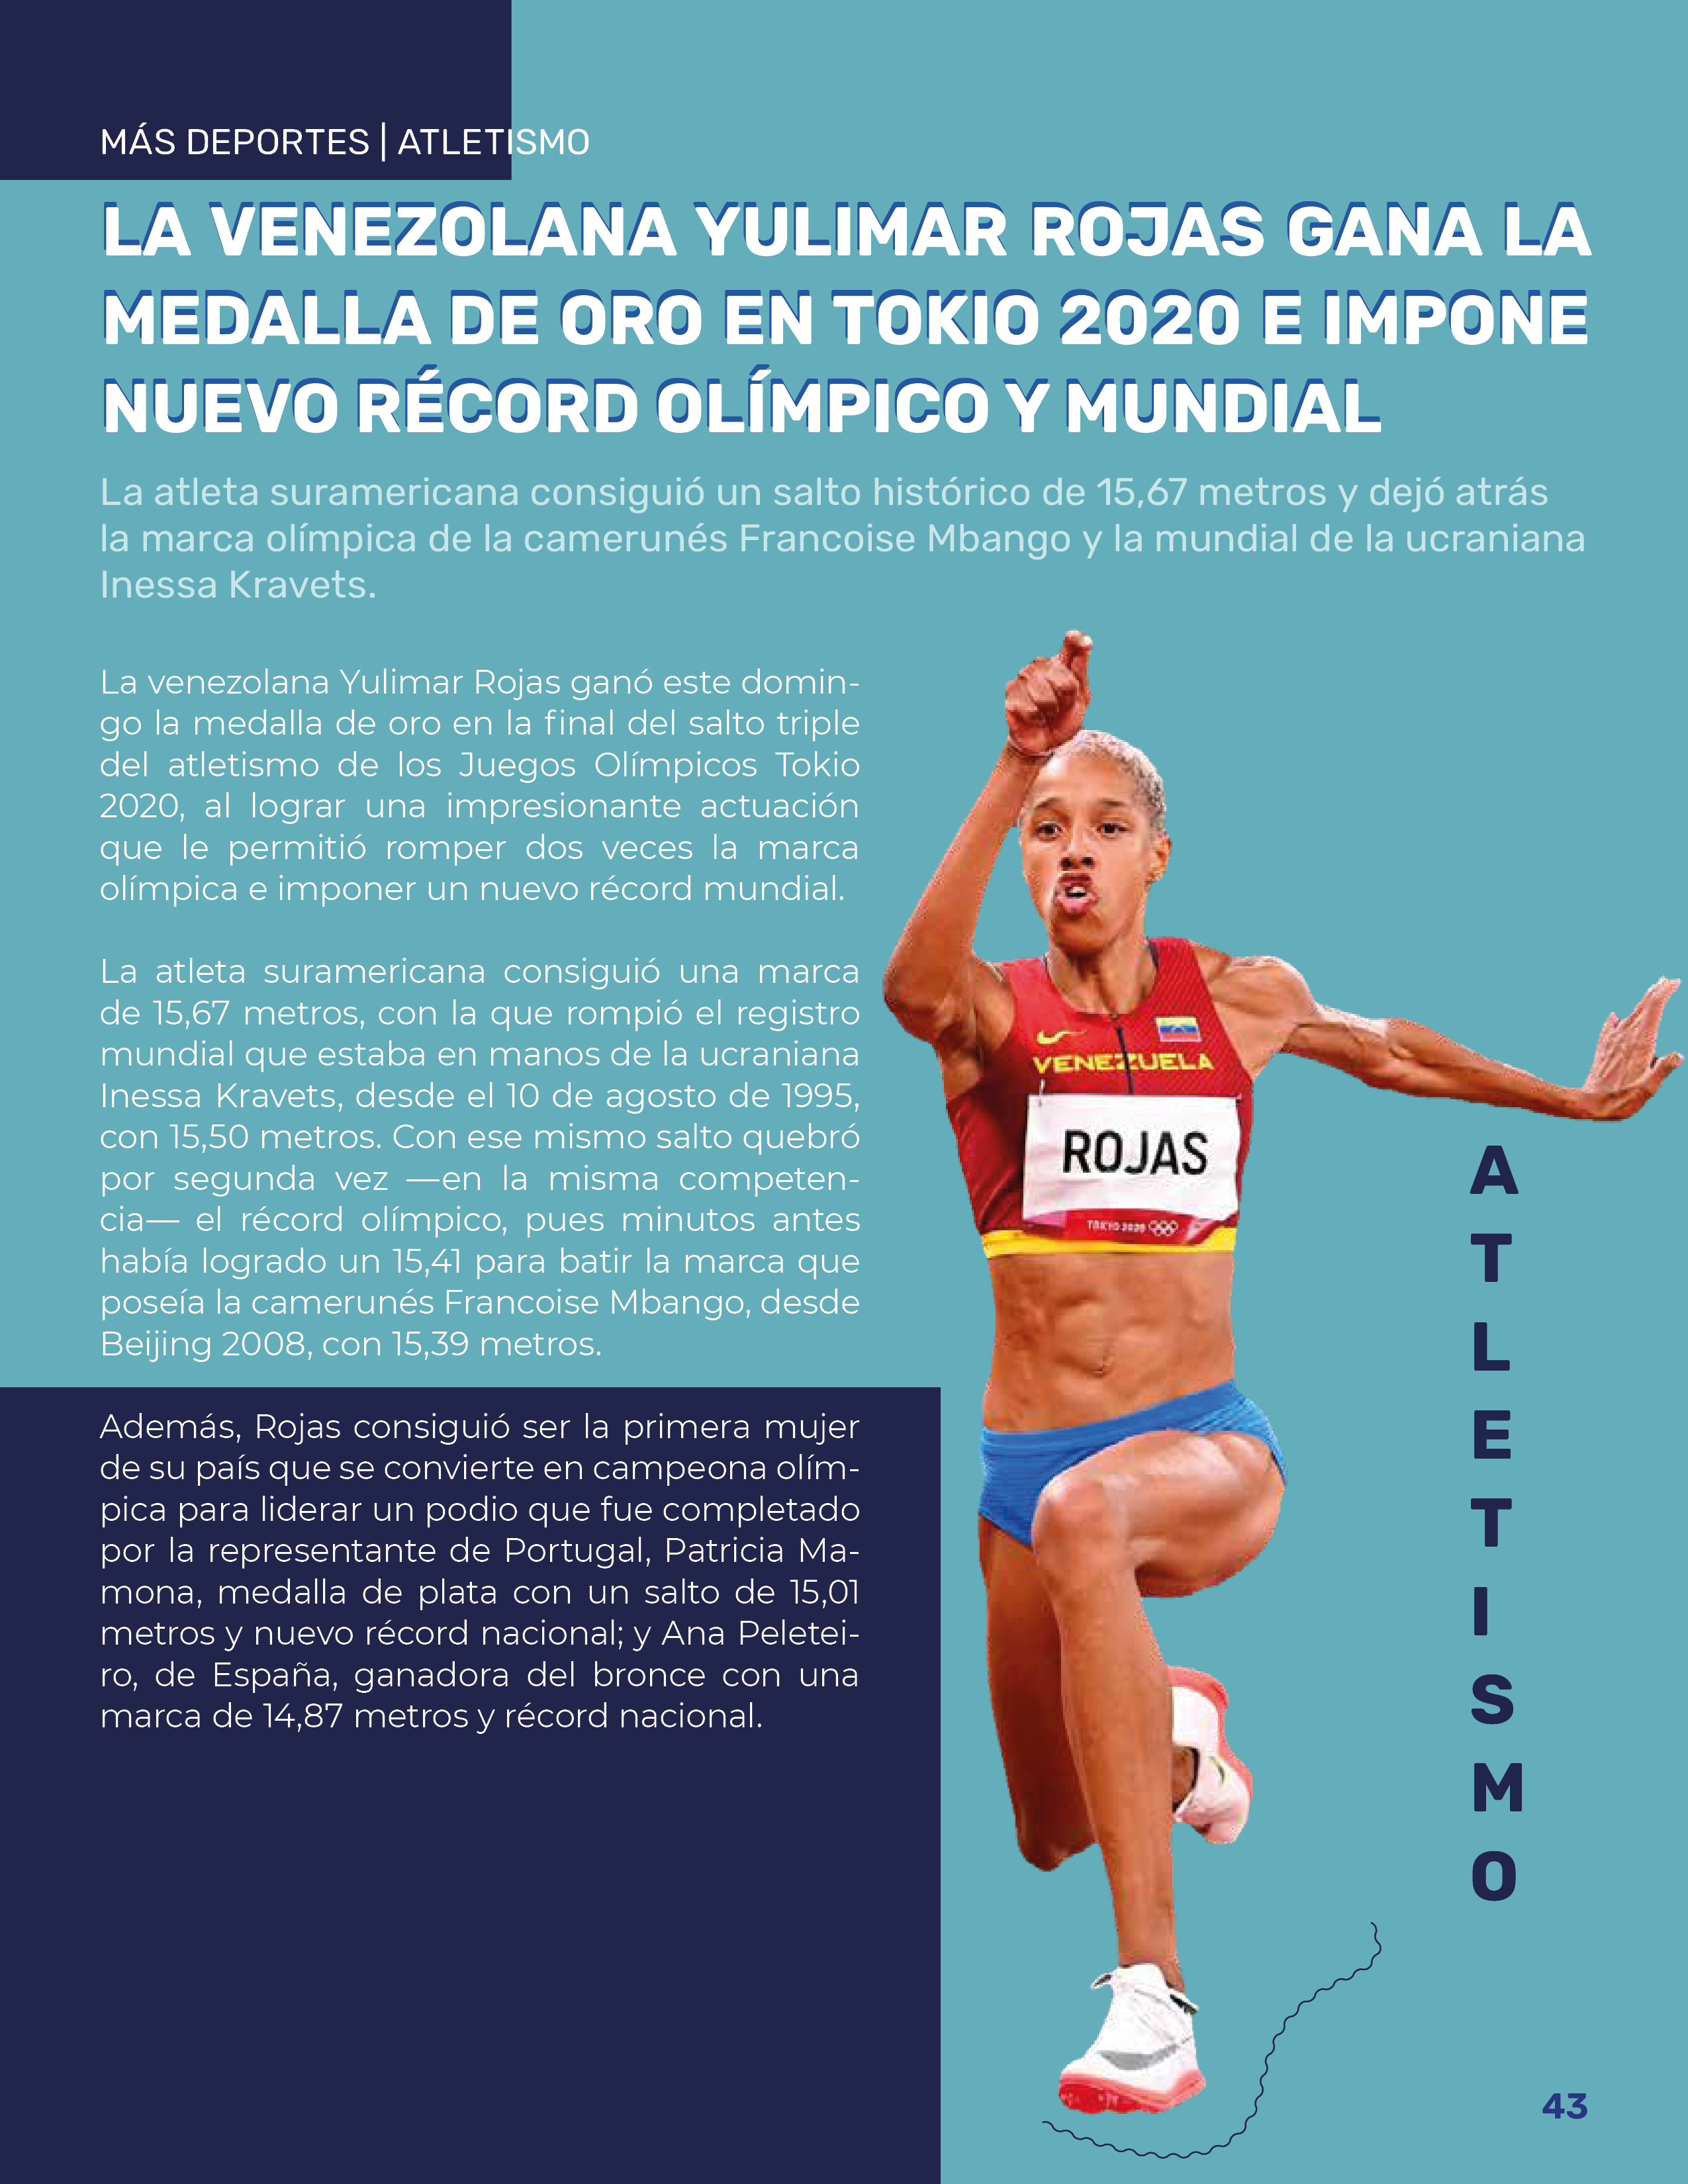 MÁS DEPORTES | ATLETISMO
LA VENEZOLANA YULIMAR ROJAS GANA LA
MEDALLA DE ORO EN TOKIO 2020 E IMPONE
NUEVO RÉCORD OLÍMPICO Y MUNDIAL
La atleta suramericana consiguió un salto histórico de 15,67 metros y dejó atrás
la marca olímpica de la camerunés Francoise Mbango y la mundial de la ucraniana
Inessa Kravets.
La venezolana Yulimar Rojas ganó este domin-
go la medalla de oro en la final del salto triple
del atletismo de los Juegos Olímpicos Tokio
2020, al lograr una impresionante actuación
que le permitió romper dos veces la marca
olímpica e imponer un nuevo récord mundial.
La atleta suramericana consiguió una marca
de 15,67 metros, con la que rompió el registro
mundial que estaba en manos de la ucraniana
Inessa Kravets, desde el 10 de agosto de 1995,
con 15,50 metros. Con ese mismo salto quebró
por segunda vez —en la misma competen-
cia— el récord olímpico, pues minutos antes
había logrado un 15,41 para batir la marca que
poseía la camerunés Francoise Mbango, desde
Beijing 2008, con 15,39 metros.
Además, Rojas consiguió ser la primera mujer
de su país que se convierte en campeona olím-
pica para liderar un podio que fue completado
por la representante de Portugal, Patricia Ma-
mona, medalla de plata con un salto de 15,01
metros y nuevo récord nacional; y Ana Peletei-
ro, de España, ganadora del bronce con una
marca de 14,87 metros y récord nacional.
VENEZUELA
ROJAS
TOKYO 2020
A
T
L
E
T
I
S
M
O
43